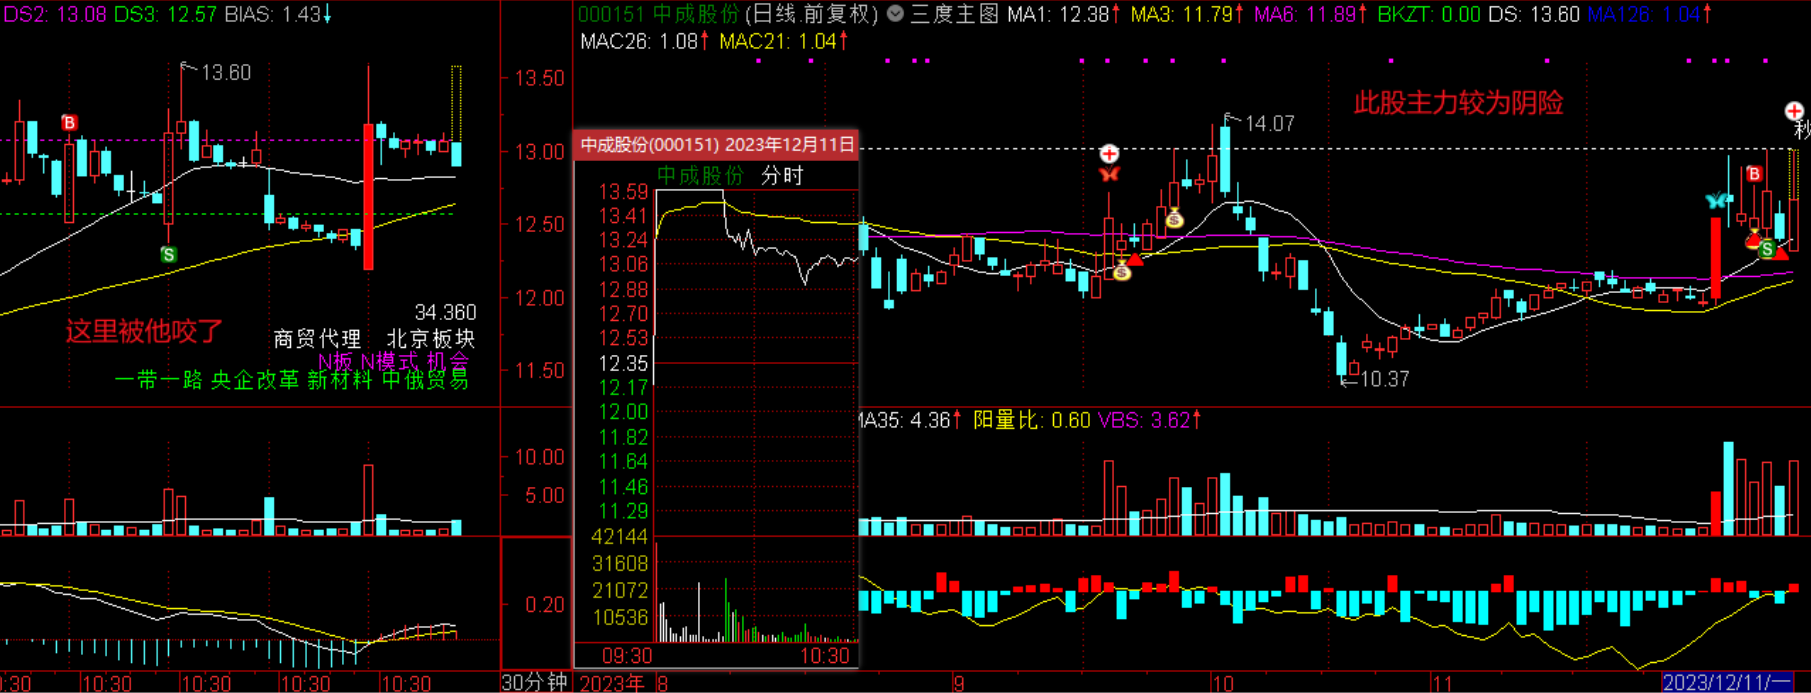 DS2: 13.08 DS3: 12.57 BIAS: 1.43↓
000151 中成股份(日线.前复权) 三度主图 MA1: 12.38↑ MA3: 11.79↑ MA6: 11.89↑ BKZT: 0.00 DS: 13.60 MA126: 1.04↑
MAC26: 1.08↑ MAC21: 1.04↑
13.60
B
S
这里被他咬了
34.360
商贸代理 北京板块
N板 N模式 机会
一带一路 央企改革 新材料 中俄贸易
13.50
13.00
12.50
12.00
11.50
10.00
5.00
0.20
:30
10:30
10:30
10:30
10:30
30分钟
中成股份(000151) 2023年12月11日
中成股份 分时
13.59
13.41
13.24
13.06
12.88
12.70
12.53
12.35
12.17
12.00
11.82
11.64
11.46
11.29
42144
31608
21072
10536
09:30
10:30
此股主力较为阴险
14.07
$
$
10.37
B
S
MA35: 4.36↑ 阳量比: 0.60 VBS: 3.62↑
2023年
8
9
10
11
2023/12/11/一